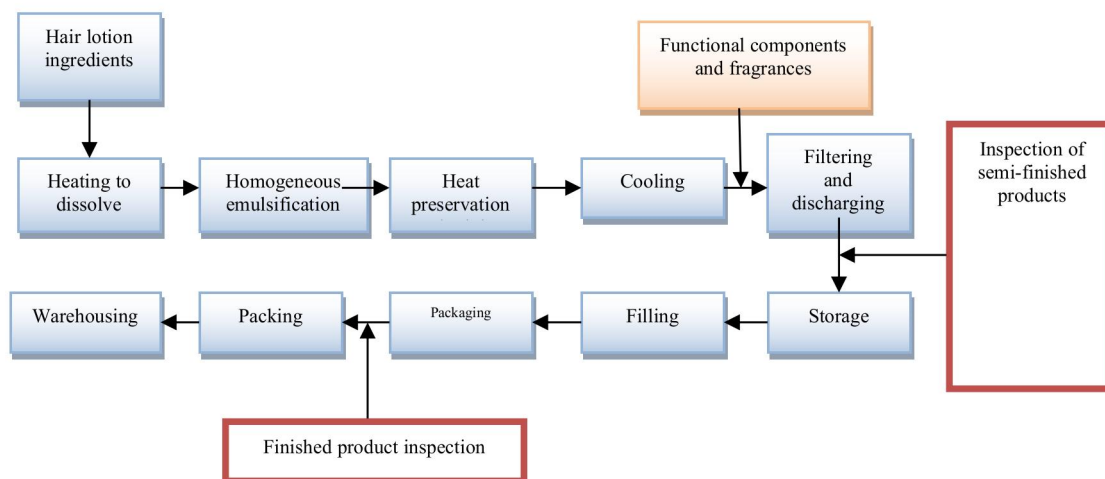 Hair lotion
ingredients
Functional components
and fragrances
Inspection of
semi-finished
products
Heating to
dissolve
Homogeneous
emulsification
Heat
preservation
Cooling
Filtering
and
discharging
Warehousing
Packing
Packaging
Filling
Storage
Finished product inspection